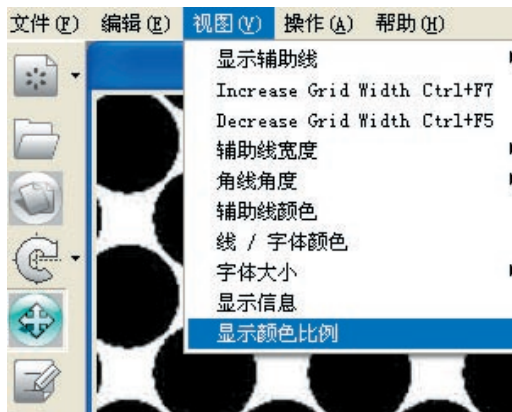 文件(F) 编辑(E) 视图(V) 操作(A) 帮助(H)
显示辅助线
Increase Grid Width Ctrl+F7
Decrease Grid Width Ctrl+F5
辅助线宽度
角线角度
辅助线颜色
线 / 字体颜色
字体大小
显示信息
显示颜色比例